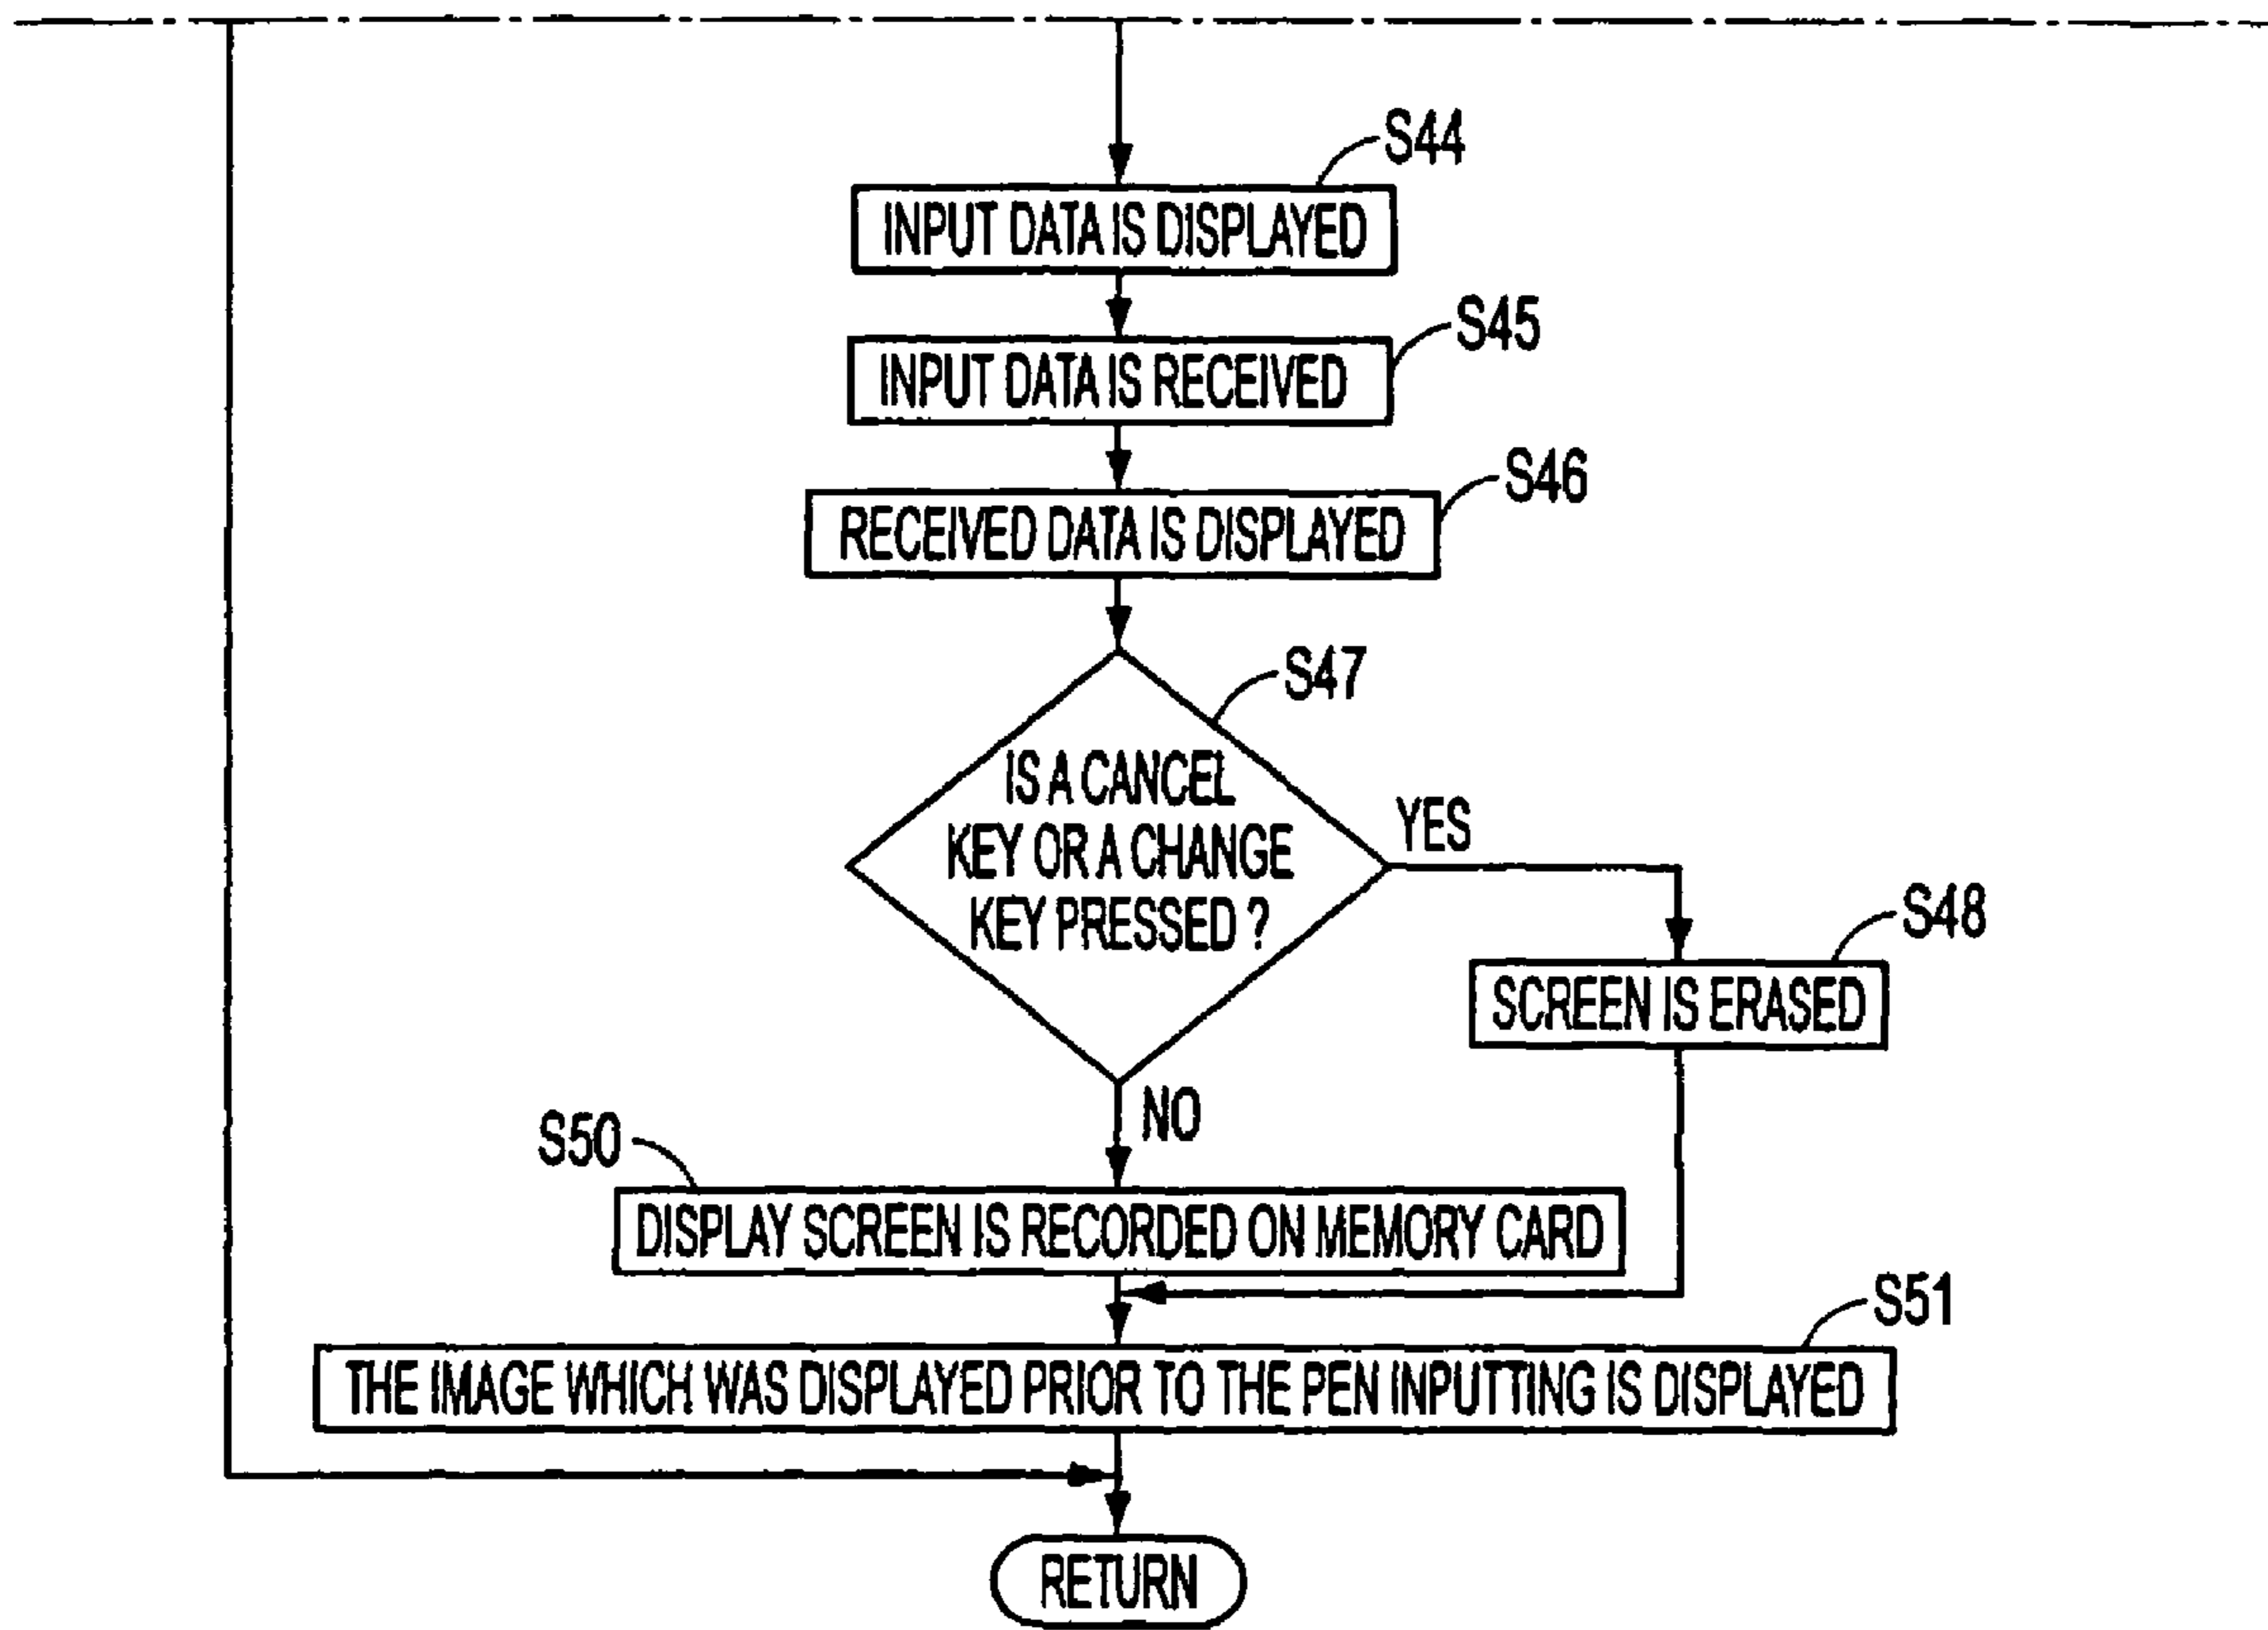 S44
INPUT DATA IS DISPLAYED
S45
INPUT DATA IS RECEIVED
S46
RECEIVED DATA IS DISPLAYED
S47
IS A CANCEL
KEY OR A CHANGE
KEY PRESSED ?
YES
S48
SCREEN IS ERASED
NO
S50
DISPLAY SCREEN IS RECORDED ON MEMORY CARD
S51
THE IMAGE WHICH WAS DISPLAYED PRIOR TO THE PEN INPUTTING IS DISPLAYED
RETURN